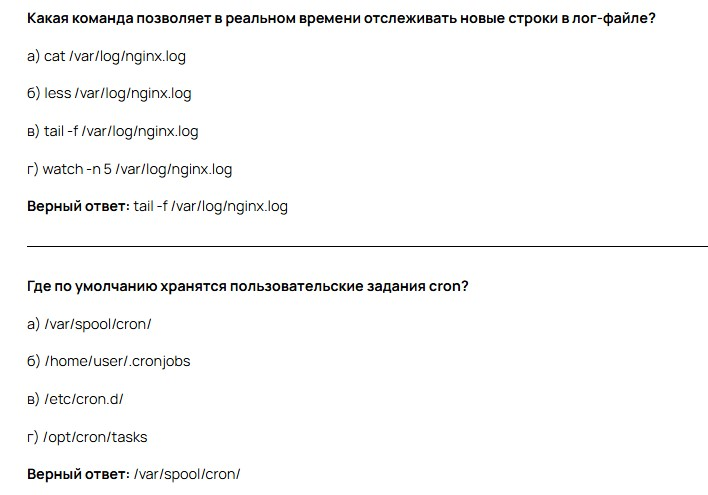 Какая команда позволяет в реальном времени отслеживать новые строки в лог-файле?
а) cat /var/log/nginx.log
б) less /var/log/nginx.log
в) tail -f /var/log/nginx.log
г) watch -n 5 /var/log/nginx.log
Верный ответ: tail -f /var/log/nginx.log
Где по умолчанию хранятся пользовательские задания cron?
а) /var/spool/cron/
б) /home/user/.cronjobs
в) /etc/cron.d/
г) /opt/cron/tasks
Верный ответ: /var/spool/cron/